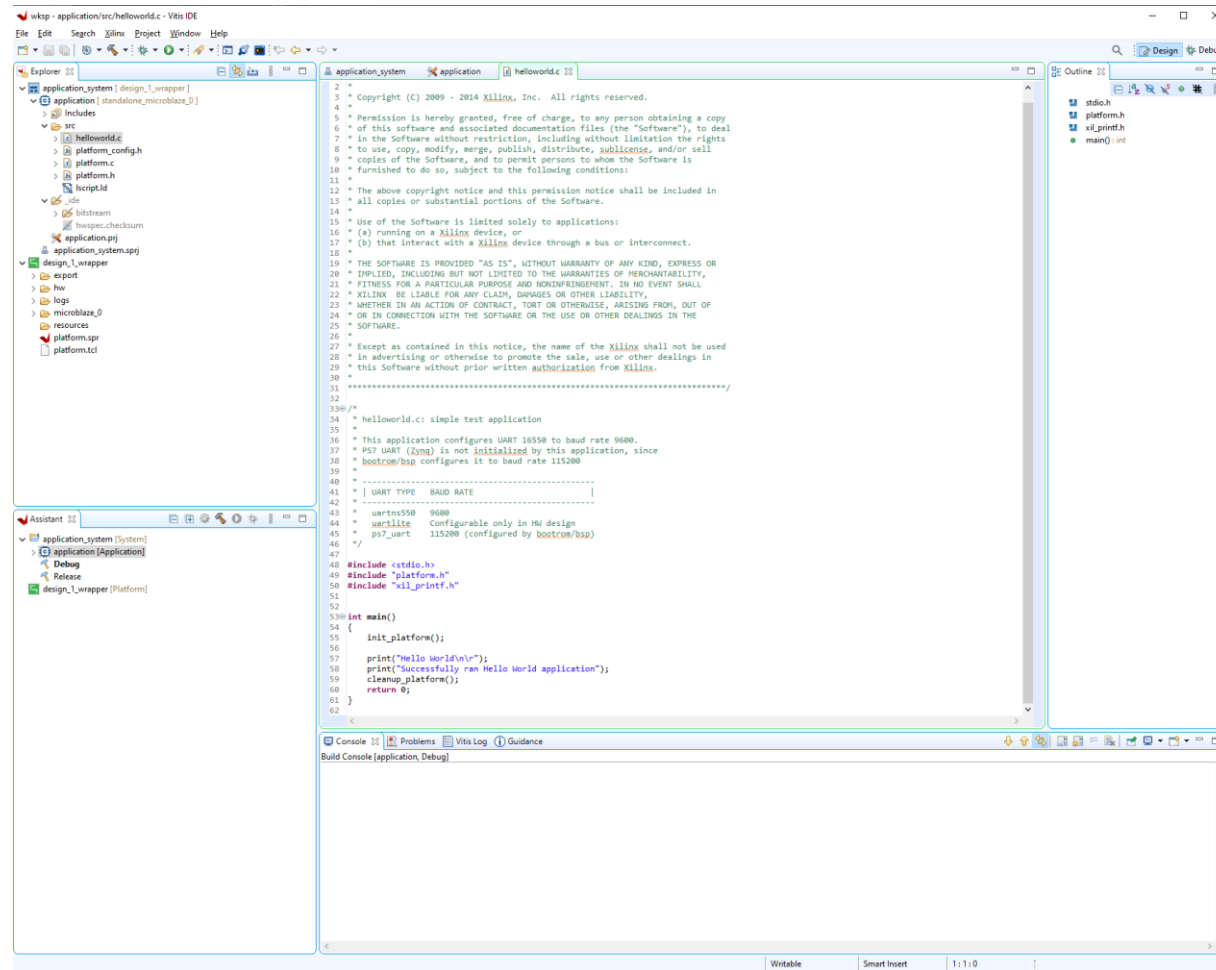 wksp - application/src/helloworld.c - Vitis IDE
File Edit Search Xilinx Project Window Help
Design Debu
Explorer
application_system [ design_1_wrapper ]
application [ standalone_microblaze_0 ]
Includes
src
helloworld.c
platform_config.h
platform.c
platform.h
lscript.ld
_ide
bitstream
hwspec.checksum
application.prj
application_system.sprj
design_1_wrapper
export
hw
logs
microblaze_0
resources
platform.spr
platform.tcl
Assistant
application_system [System]
application [Application]
Debug
Release
design_1_wrapper [Platform]
application_system application helloworld.c
2 *
3 * Copyright (C) 2009 - 2014 Xilinx, Inc. All rights reserved.
4 *
5 * Permission is hereby granted, free of charge, to any person obtaining a copy
6 * of this software and associated documentation files (the "Software"), to deal
7 * in the Software without restriction, including without limitation the rights
8 * to use, copy, modify, merge, publish, distribute, sublicense, and/or sell
9 * copies of the Software, and to permit persons to whom the Software is
10 * furnished to do so, subject to the following conditions:
11 *
12 * The above copyright notice and this permission notice shall be included in
13 * all copies or substantial portions of the Software.
14 *
15 * Use of the Software is limited solely to applications:
16 * (a) running on a Xilinx device, or
17 * (b) that interact with a Xilinx device through a bus or interconnect.
18 *
19 * THE SOFTWARE IS PROVIDED "AS IS", WITHOUT WARRANTY OF ANY KIND, EXPRESS OR
20 * IMPLIED, INCLUDING BUT NOT LIMITED TO THE WARRANTIES OF MERCHANTABILITY,
21 * FITNESS FOR A PARTICULAR PURPOSE AND NONINFRINGEMENT. IN NO EVENT SHALL
22 * XILINX BE LIABLE FOR ANY CLAIM, DAMAGES OR OTHER LIABILITY,
23 * WHETHER IN AN ACTION OF CONTRACT, TORT OR OTHERWISE, ARISING FROM, OUT OF
24 * OR IN CONNECTION WITH THE SOFTWARE OR THE USE OR OTHER DEALINGS IN THE
25 * SOFTWARE.
26 *
27 * Except as contained in this notice, the name of the Xilinx shall not be used
28 * in advertising or otherwise to promote the sale, use or other dealings in
29 * this Software without prior written authorization from Xilinx.
30 *
31 ******************************************************************************/
32
33 /*
34 * helloworld.c: simple test application
35 *
36 * This application configures UART 16550 to baud rate 9600.
37 * PS7 UART (Zynq) is not initialized by this application, since
38 * bootrom/bsp configures it to baud rate 115200
39 *
40 * ------------------------------------------------
41 * | UART TYPE BAUD RATE |
42 * ------------------------------------------------
43 * uartns550 9600
44 * uartlite Configurable only in HW design
45 * ps7_uart 115200 (configured by bootrom/bsp)
46 */
47
48 #include <stdio.h>
49 #include "platform.h"
50 #include "xil_printf.h"
51
52
53 int main()
54 {
55 init_platform();
56
57 print("Hello World\n\r");
58 print("Successfully ran Hello World application");
59 cleanup_platform();
60 return 0;
61 }
62
Outline
stdio.h
platform.h
xil_printf.h
main() : int
Console Problems Vitis Log Guidance
Build Console [application, Debug]
Writable Smart Insert 1 : 1 : 0